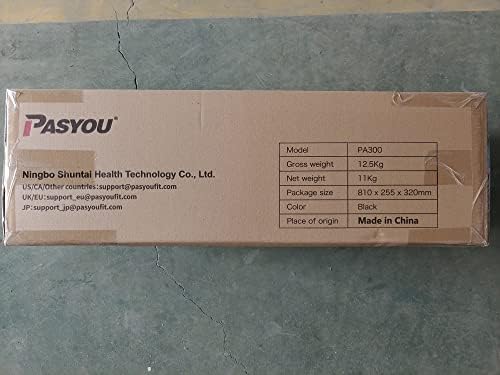 PASYOU®
Ningbo Shuntai Health Technology Co., Ltd.
US/CA/Other countries:support@pasyoufit.com
UK/EU:support_eu@pasyoufit.com
JP:support_jp@pasyoufit.com
Model PA300
Gross weight 12.5Kg
Net weight 11Kg
Package size 810 x 255 x 320mm
Color Black
Place of origin Made in China